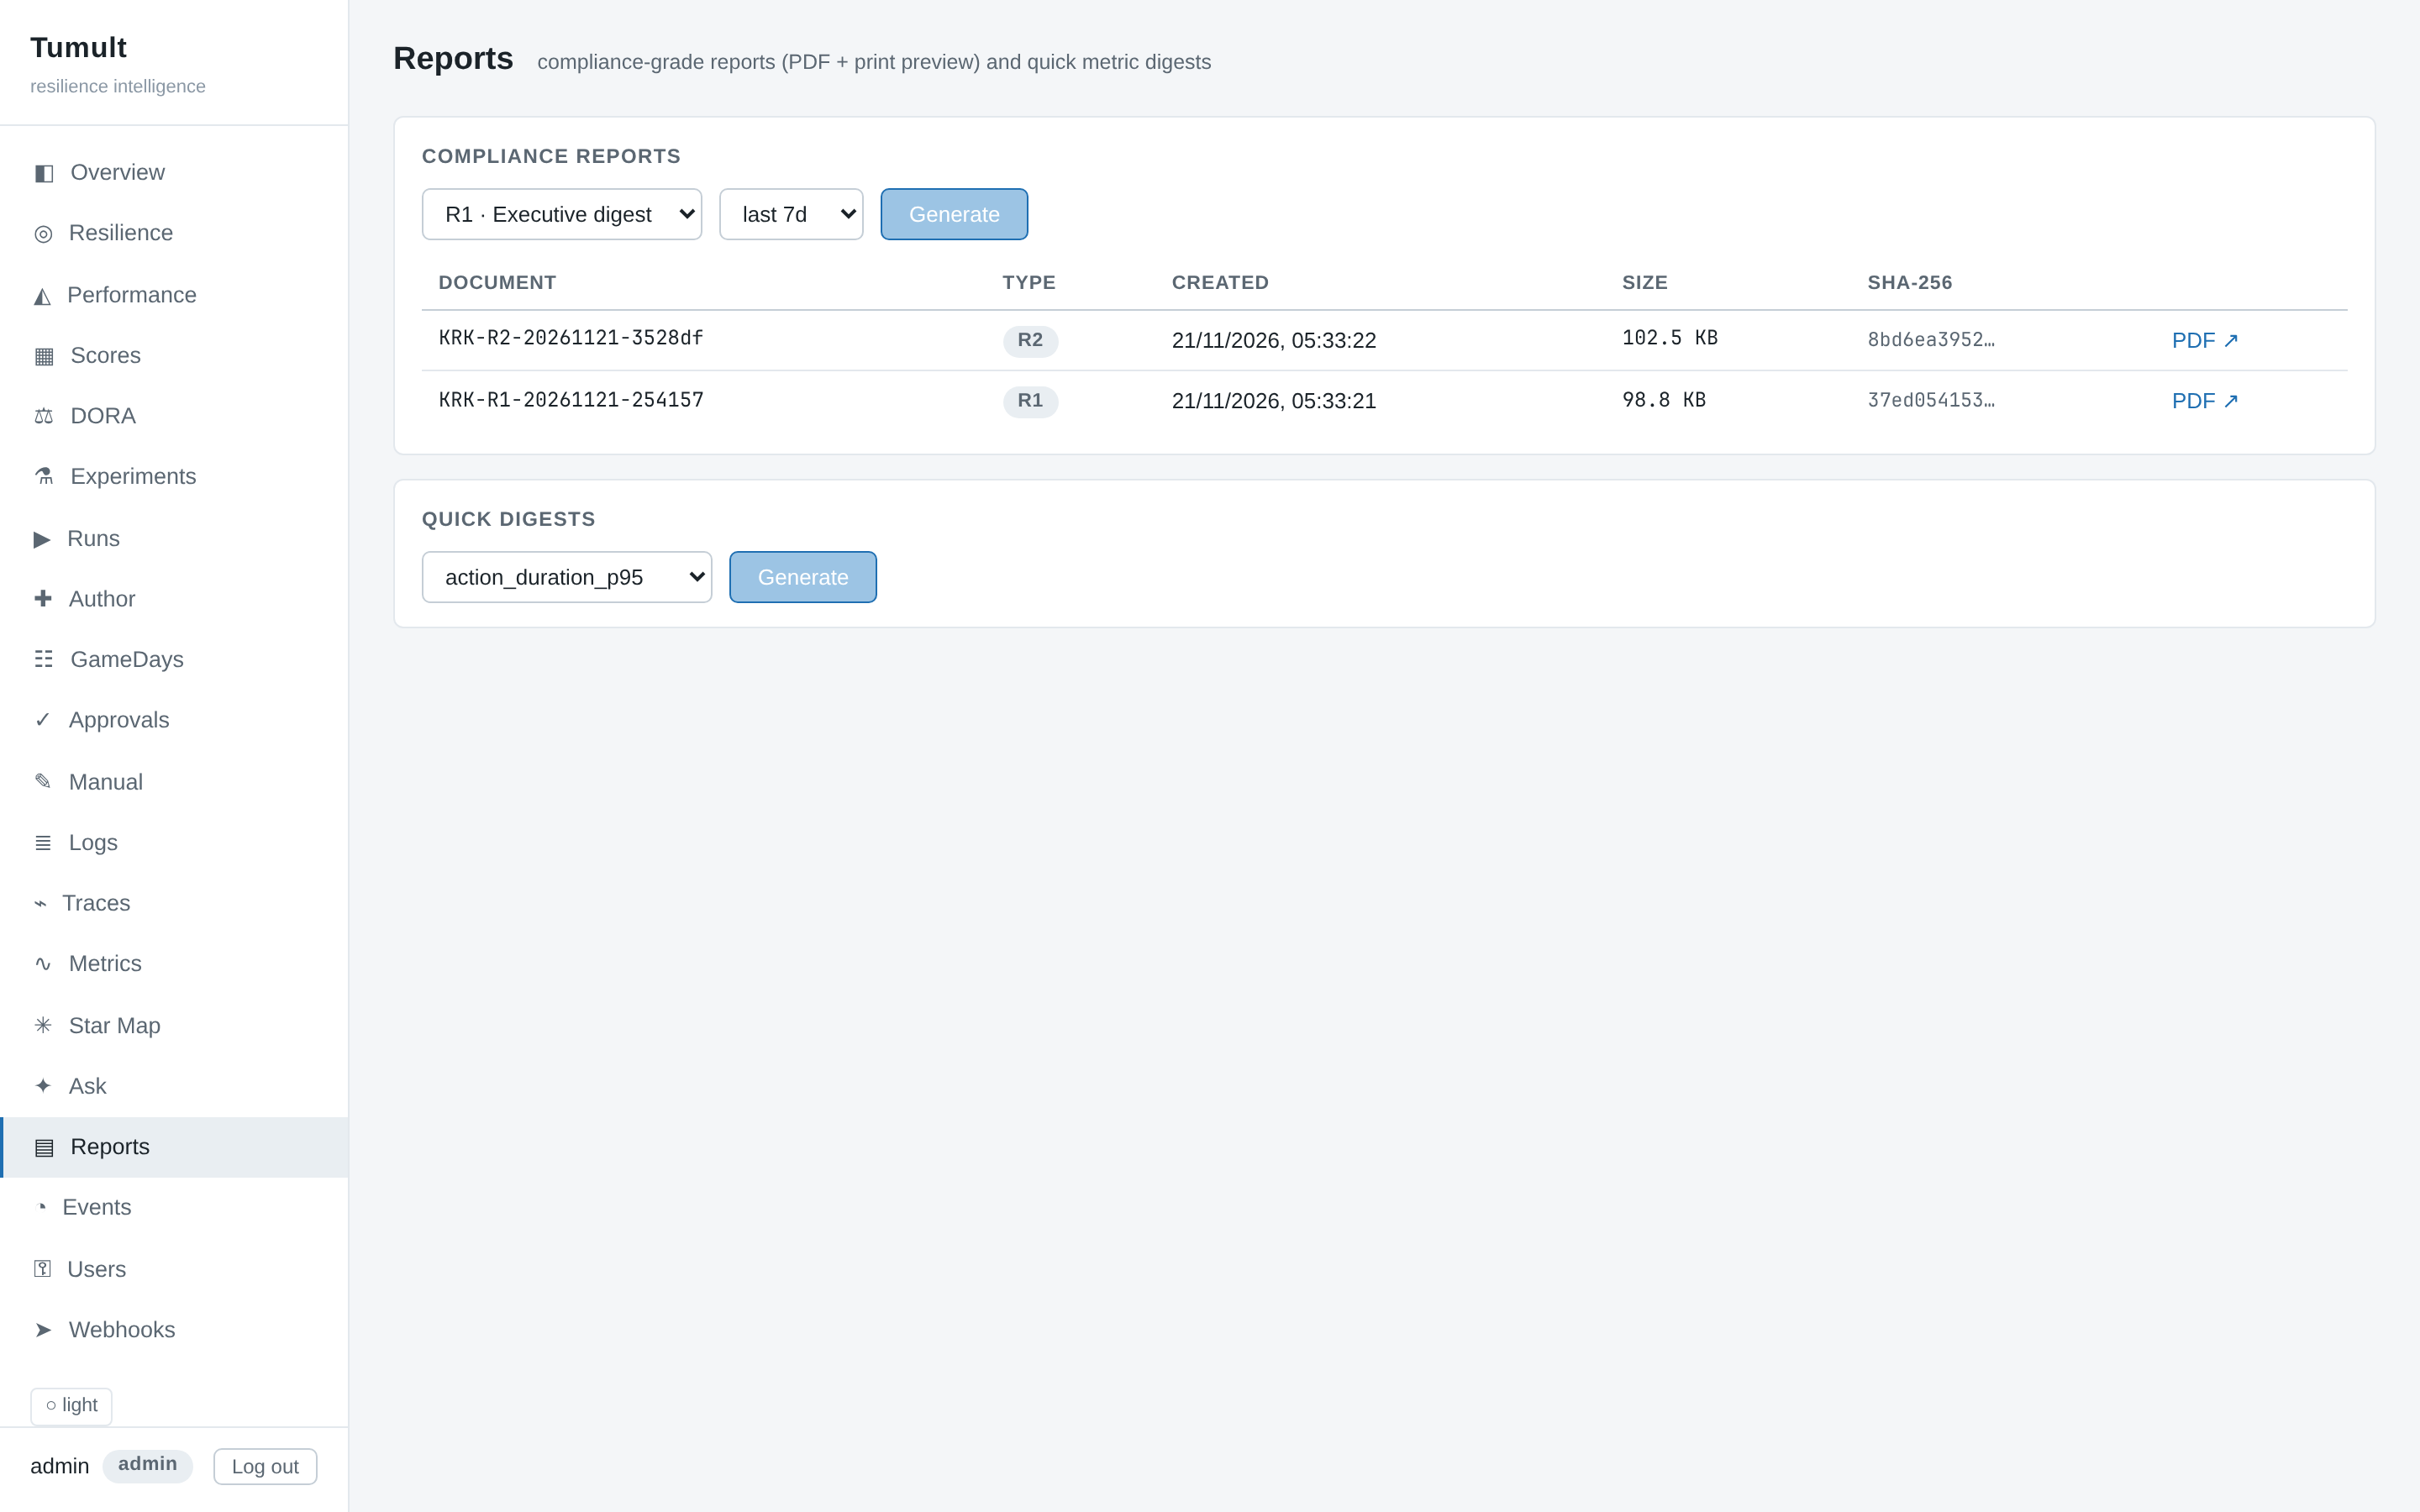 Tumult
resilience intelligence
Overview
Resilience
Performance
Scores
DORA
Experiments
Runs
Author
GameDays
Approvals
Manual
Logs
Traces
Metrics
Star Map
Ask
Reports
Events
Users
Webhooks
○ light
admin admin Log out
Reports compliance-grade reports (PDF + print preview) and quick metric digests
COMPLIANCE REPORTS
R1 · Executive digest last 7d Generate
DOCUMENT TYPE CREATED SIZE SHA-256
KRK-R2-20261121-3528df R2 21/11/2026, 05:33:22 102.5 KB 8bd6ea3952… PDF ↗
KRK-R1-20261121-254157 R1 21/11/2026, 05:33:21 98.8 KB 37ed054153… PDF ↗
QUICK DIGESTS
action_duration_p95 Generate